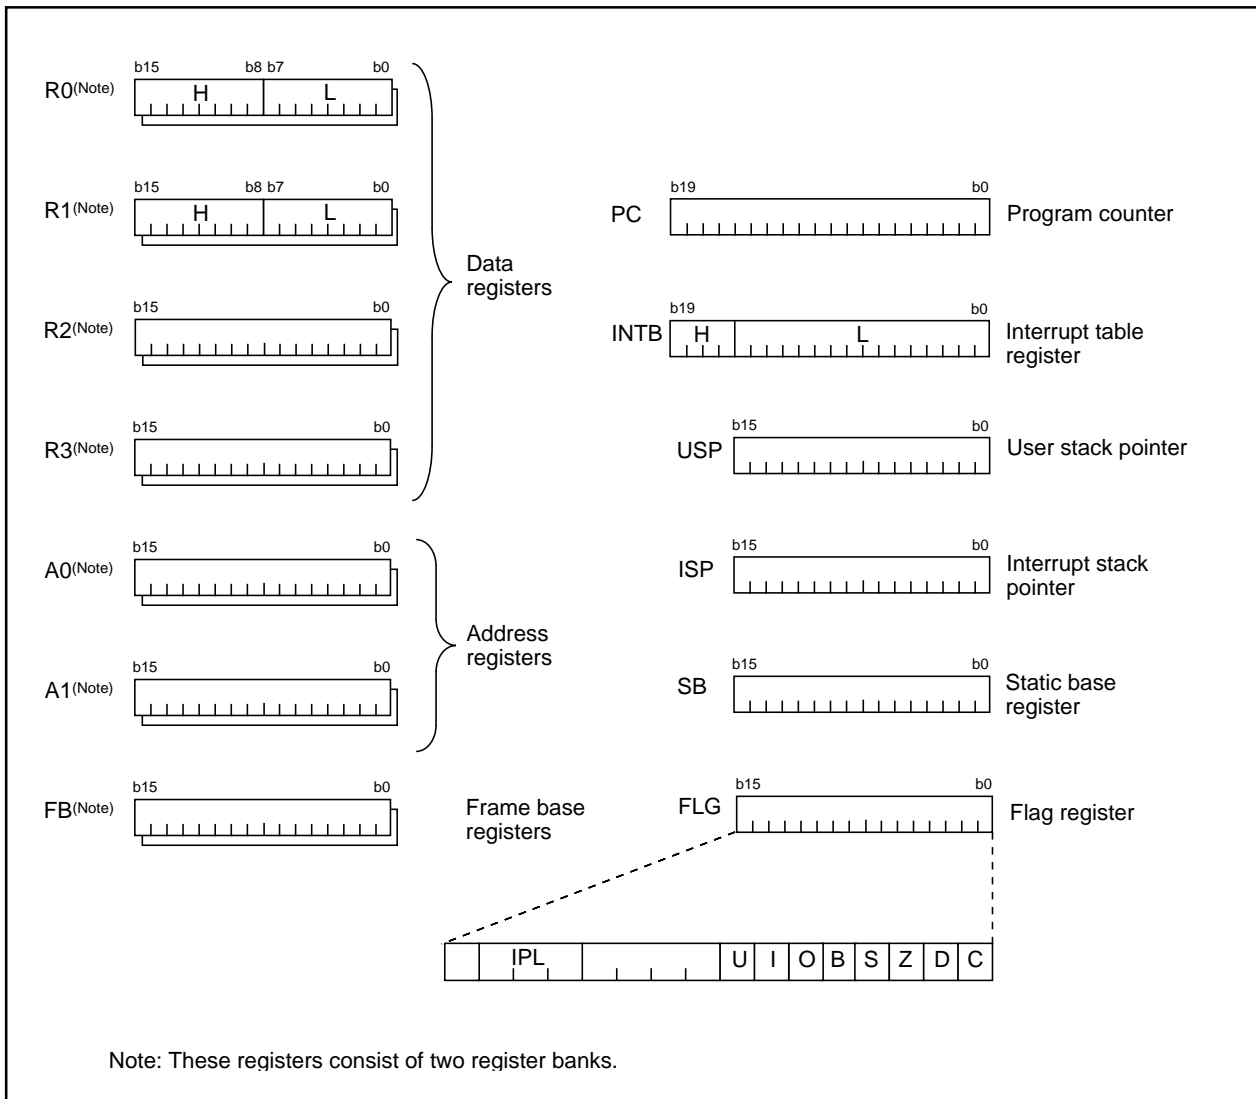 b15 b8 b7 b0
R0(Note) H L
b15 b8 b7 b0
R1(Note) H L
b15 b0
R2(Note)
b15 b0
R3(Note)
Data
registers
b15 b0
A0(Note)
b15 b0
A1(Note)
Address
registers
b15 b0
FB(Note)
Frame base
registers
b19 b0
PC Program counter
b19 b0
INTB H L Interrupt table
register
b15 b0
USP User stack pointer
b15 b0
ISP Interrupt stack
pointer
b15 b0
SB Static base
register
b15 b0
FLG Flag register
IPL U I O B S Z D C
Note: These registers consist of two register banks.